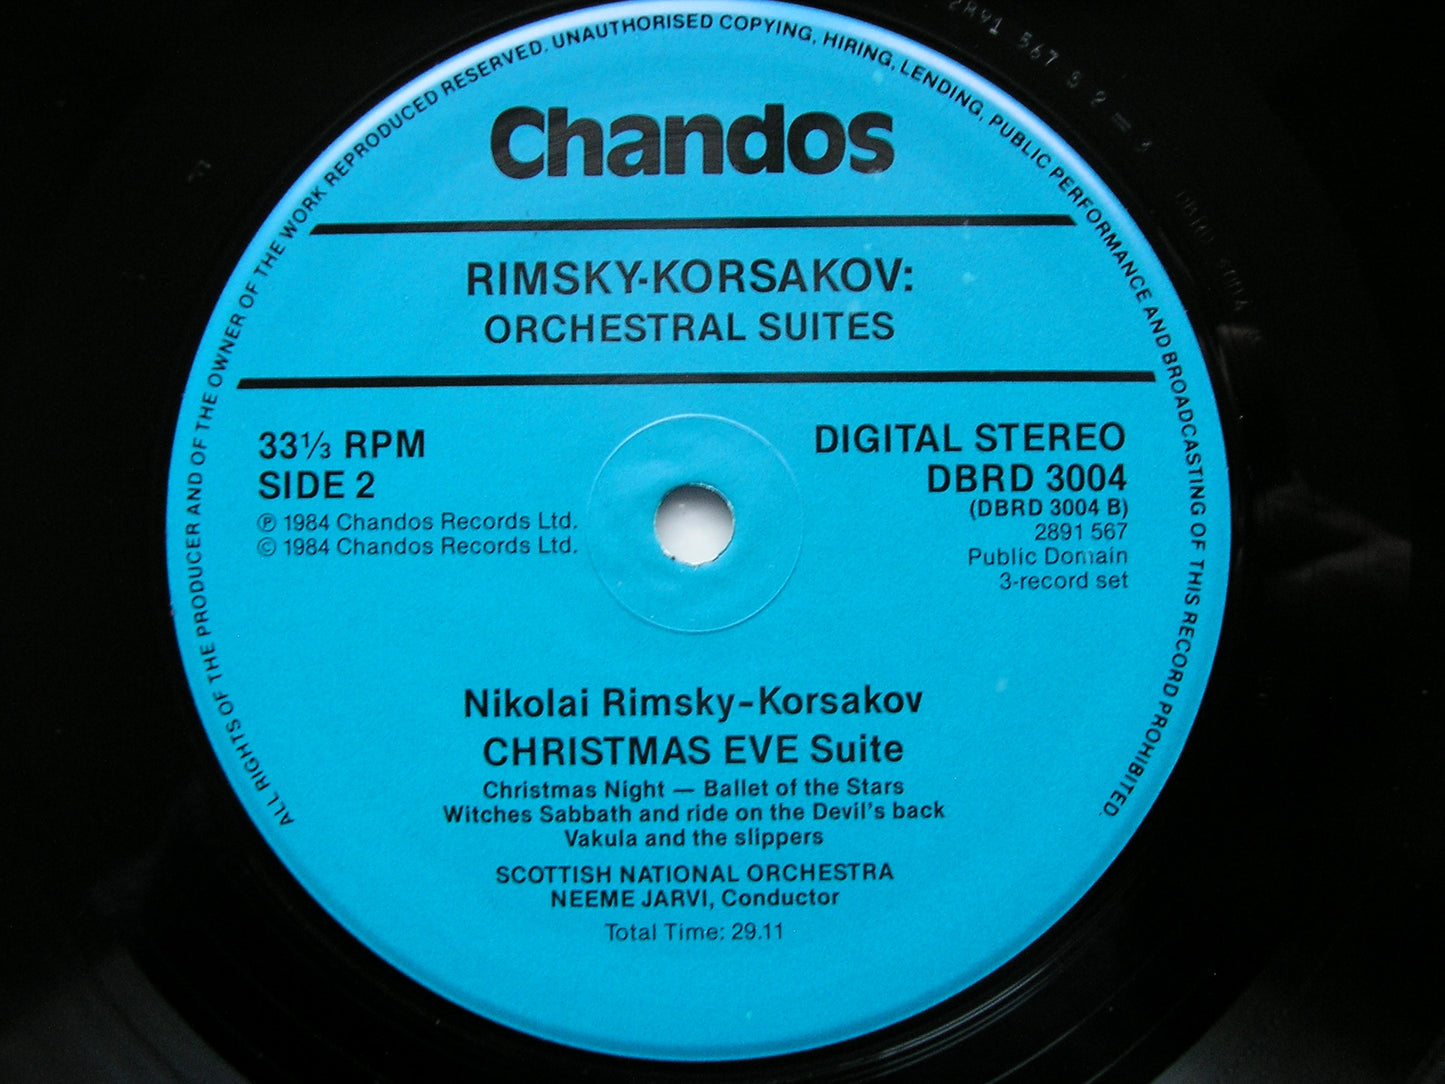 ALL RIGHTS OF THE PRODUCER AND OF THE OWNER OF THE WORK REPRODUCED RESERVED. UNAUTHORISED COPYING, HIRING, LENDING, PUBLIC PERFORMANCE AND BROADCASTING OF THIS RECORD PROHIBITED.
Chandos
RIMSKY-KORSAKOV:
ORCHESTRAL SUITES
33⅓ RPM
SIDE 2
℗ 1984 Chandos Records Ltd.
© 1984 Chandos Records Ltd.
DIGITAL STEREO
DBRD 3004
(DBRD 3004 B)
2891 567
Public Domain
3-record set
Nikolai Rimsky-Korsakov
CHRISTMAS EVE Suite
Christmas Night — Ballet of the Stars
Witches Sabbath and ride on the Devil's back
Vakula and the slippers
SCOTTISH NATIONAL ORCHESTRA
NEEME JARVI, Conductor
Total Time: 29.11
2891 567